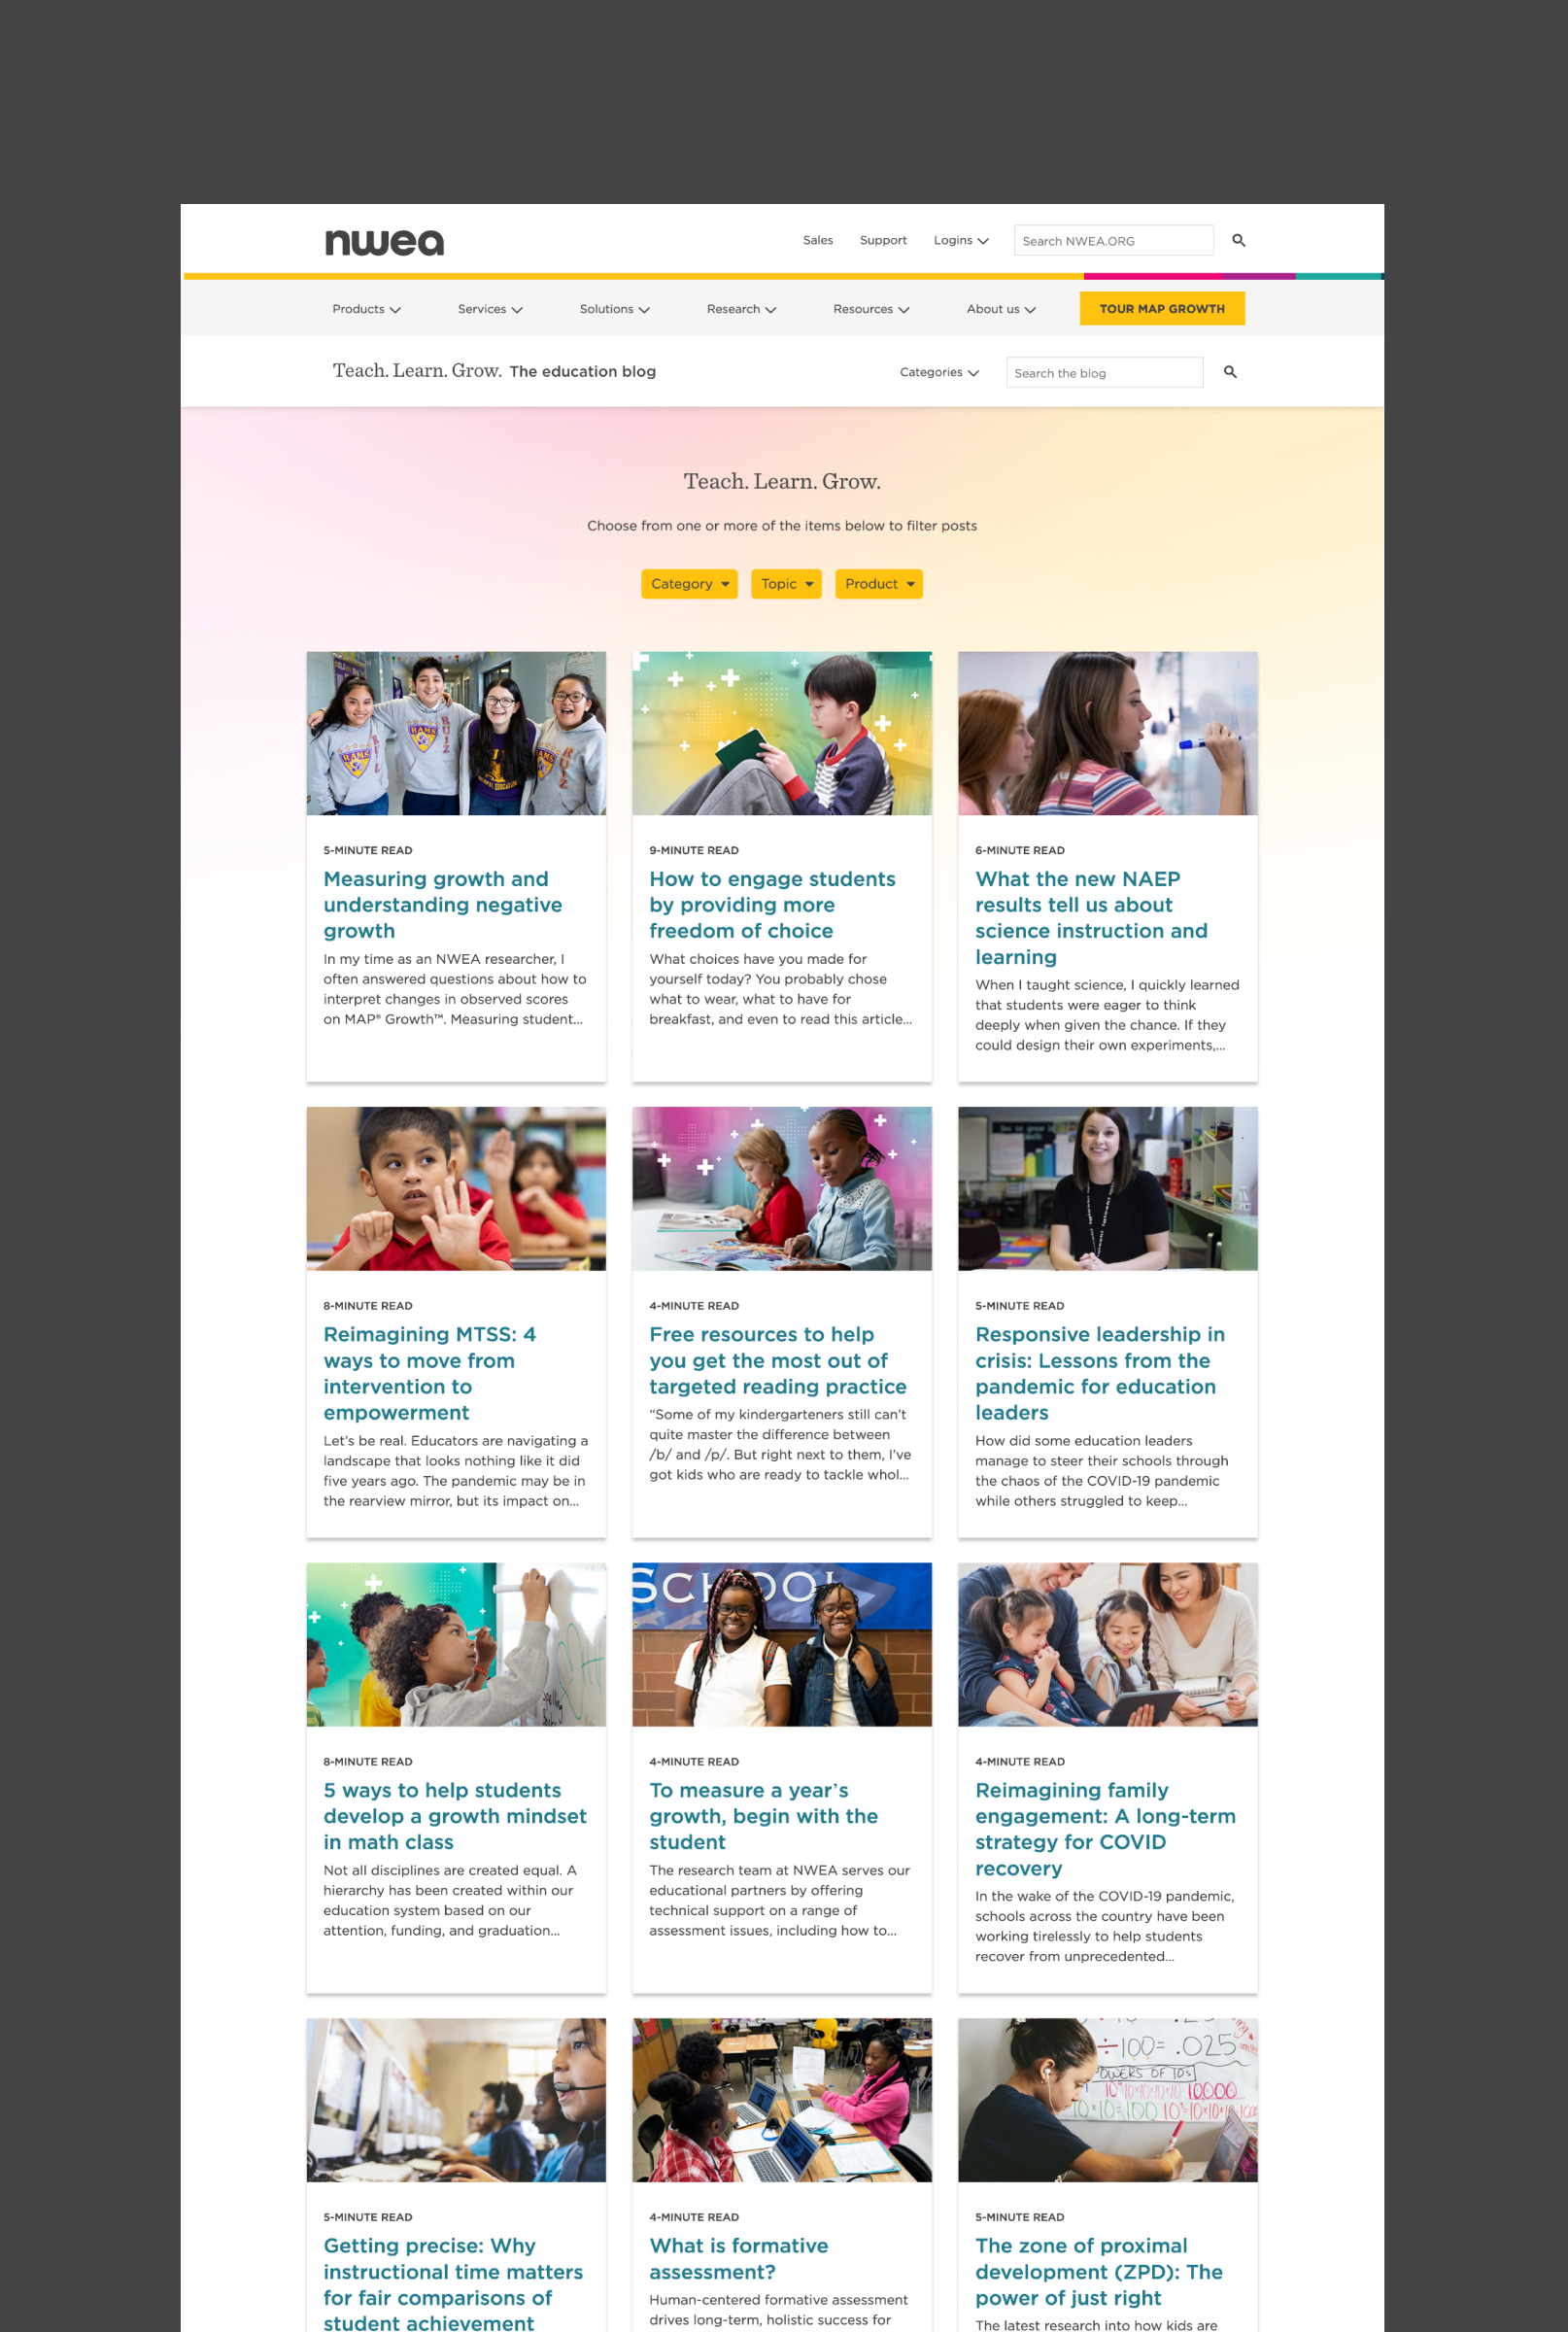 nwea
Sales Support Logins Search NWEA.ORG
Products Services Solutions Research Resources About us TOUR MAP GROWTH
Teach. Learn. Grow. The education blog Categories Search the blog
Teach. Learn. Grow.
Choose from one or more of the items below to filter posts
Category Topic Product
RAMS RAMS RAMS
RUIZ RUIZ
5-MINUTE READ
Measuring growth and
understanding negative
growth
In my time as an NWEA researcher, I
often answered questions about how to
interpret changes in observed scores
on MAP® Growth™. Measuring student...
9-MINUTE READ
How to engage students
by providing more
freedom of choice
What choices have you made for
yourself today? You probably chose
what to wear, what to have for
breakfast, and even to read this article...
6-MINUTE READ
What the new NAEP
results tell us about
science instruction and
learning
When I taught science, I quickly learned
that students were eager to think
deeply when given the chance. If they
could design their own experiments,...
8-MINUTE READ
Reimagining MTSS: 4
ways to move from
intervention to
empowerment
Let’s be real. Educators are navigating a
landscape that looks nothing like it did
five years ago. The pandemic may be in
the rearview mirror, but its impact on...
4-MINUTE READ
Free resources to help
you get the most out of
targeted reading practice
“Some of my kindergarteners still can’t
quite master the difference between
/b/ and /p/. But right next to them, I’ve
got kids who are ready to tackle whol...
5-MINUTE READ
Responsive leadership in
crisis: Lessons from the
pandemic for education
leaders
How did some education leaders
manage to steer their schools through
the chaos of the COVID-19 pandemic
while others struggled to keep...
8-MINUTE READ
5 ways to help students
develop a growth mindset
in math class
Not all disciplines are created equal. A
hierarchy has been created within our
education system based on our
attention, funding, and graduation...
4-MINUTE READ
To measure a year’s
growth, begin with the
student
The research team at NWEA serves our
educational partners by offering
technical support on a range of
assessment issues, including how to...
4-MINUTE READ
Reimagining family
engagement: A long-term
strategy for COVID
recovery
In the wake of the COVID-19 pandemic,
schools across the country have been
working tirelessly to help students
recover from unprecedented...
÷100= .025
POWERS OF 10s
5-MINUTE READ
Getting precise: Why
instructional time matters
for fair comparisons of
student achievement
4-MINUTE READ
What is formative
assessment?
Human-centered formative assessment
drives long-term, holistic success for
5-MINUTE READ
The zone of proximal
development (ZPD): The
power of just right
The latest research into how kids are